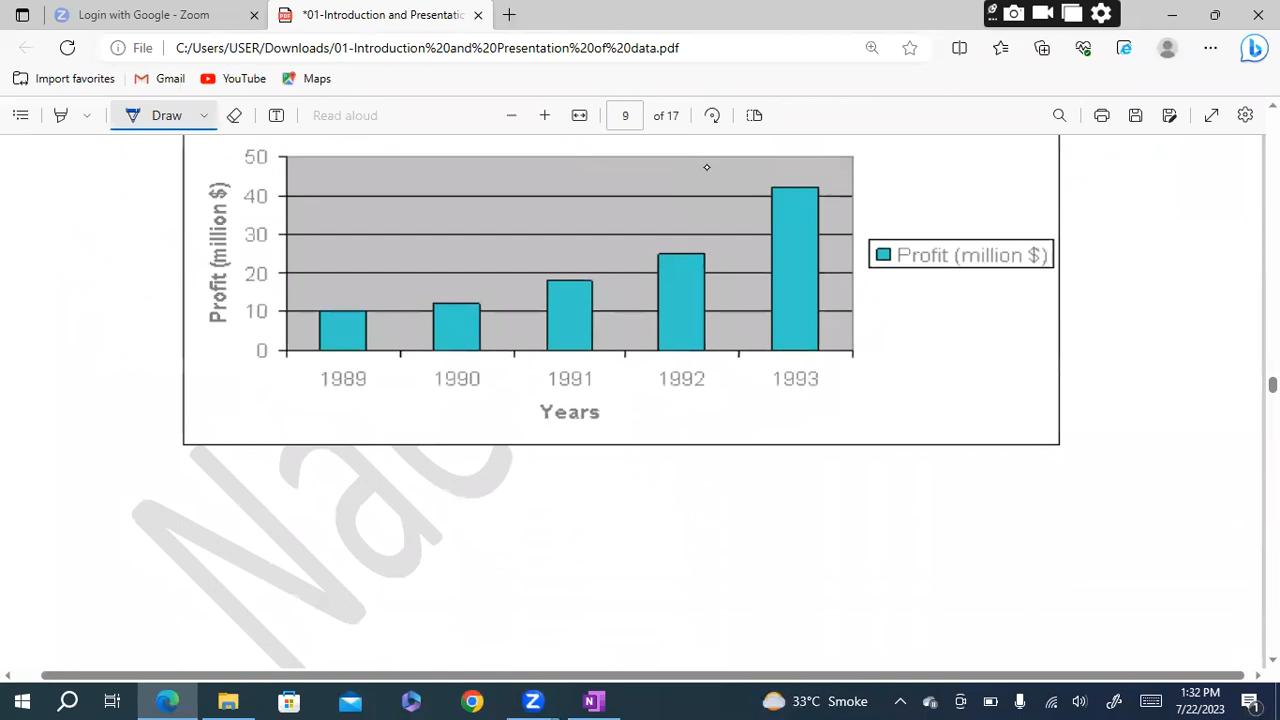 Login with Google - Zoom
*01-Introduction and Presentatic
File
C:/Users/USER/Downloads/01-Introduction%20and%20Presentation%20of%20data.pdf
Import favorites
Gmail
YouTube
Maps
Draw
Read aloud
9
of 17
50
40
30
20
10
0
Profit (million $)
1989 1990 1991 1992 1993
Years
Profit (million $)
33°C Smoke
1:32 PM
7/22/2023